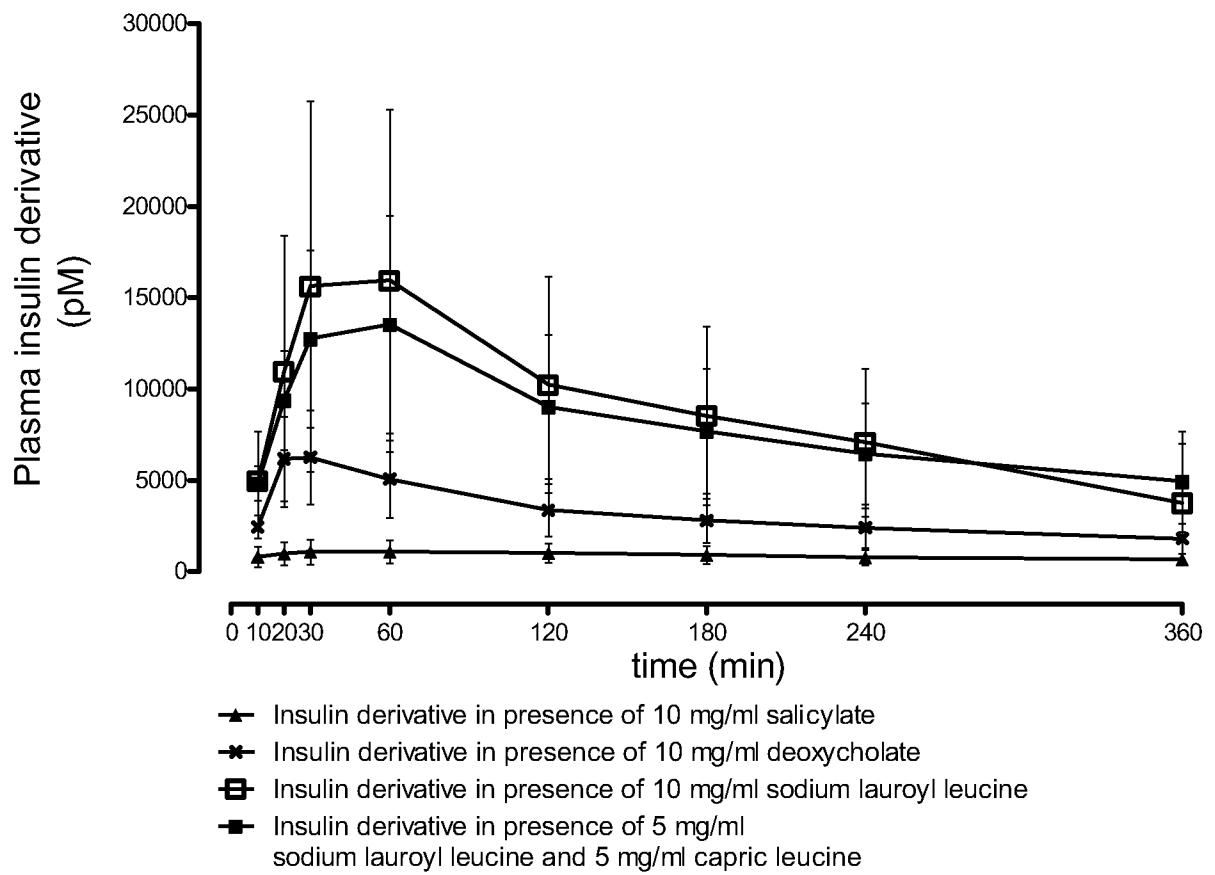 30000
25000
20000
15000
10000
5000
0
Plasma insulin derivative
(pM)
0 10 20 30 60 120 180 240 360
time (min)
Insulin derivative in presence of 10 mg/ml salicylate
Insulin derivative in presence of 10 mg/ml deoxycholate
Insulin derivative in presence of 10 mg/ml sodium lauroyl leucine
Insulin derivative in presence of 5 mg/ml
sodium lauroyl leucine and 5 mg/ml capric leucine